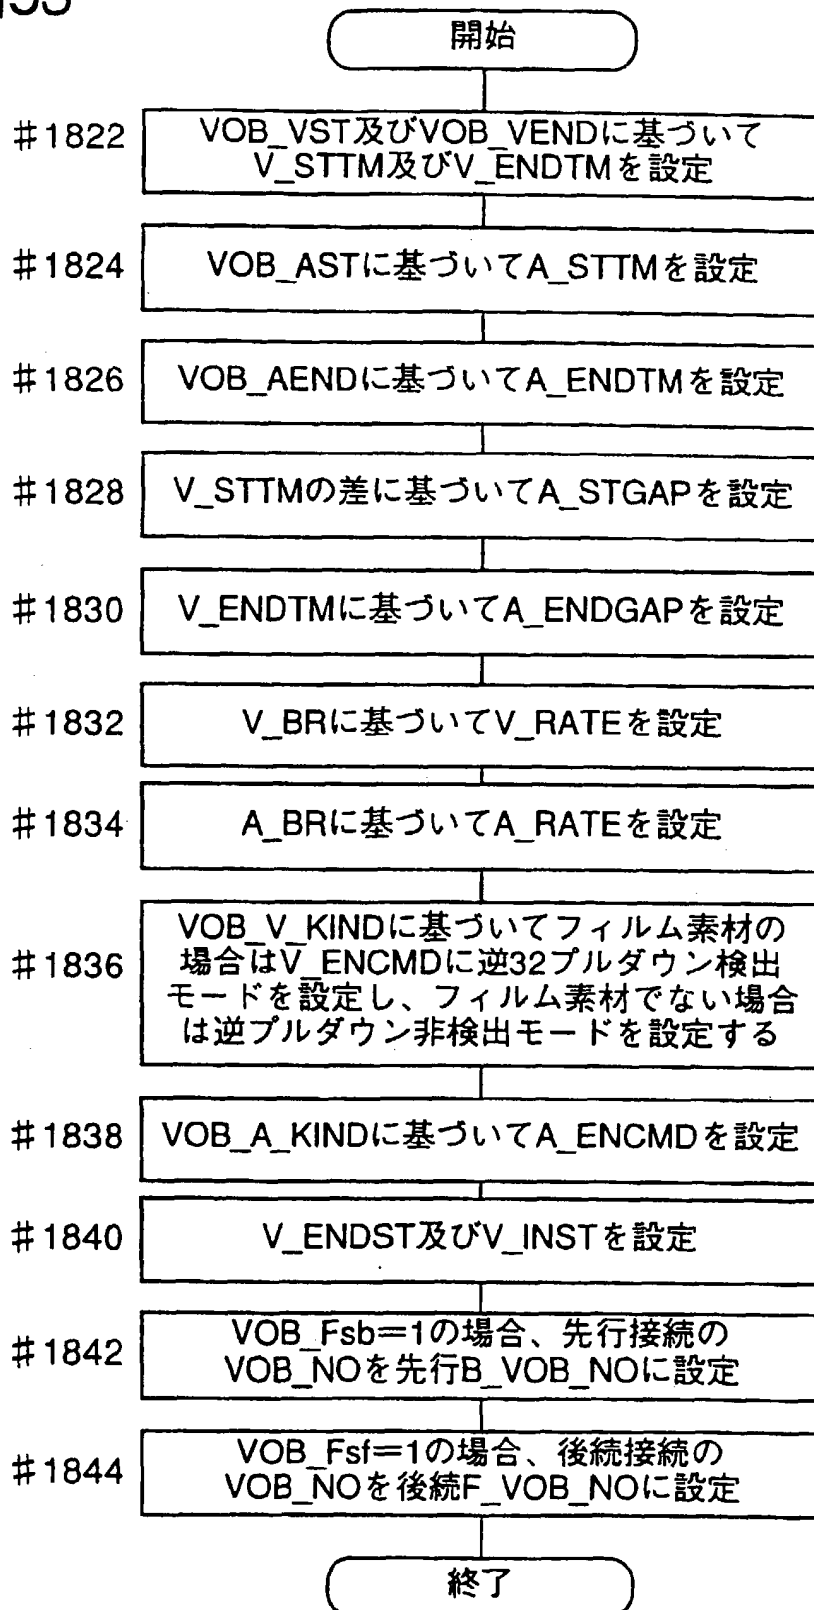 開始
#1822
VOB_VST及びVOB_VENDに基づいて
V_STTM及びV_ENDTMを設定
#1824
VOB_ASTに基づいてA_STTMを設定
#1826
VOB_AENDに基づいてA_ENDTMを設定
#1828
V_STTMの差に基づいてA_STGAPを設定
#1830
V_ENDTMに基づいてA_ENDGAPを設定
#1832
V_BRに基づいてV_RATEを設定
#1834
A_BRに基づいてA_RATEを設定
#1836
VOB_V_KINDに基づいてフィルム素材の
場合はV_ENCMDに逆32プルダウン検出
モードを設定し、フィルム素材でない場合
は逆プルダウン非検出モードを設定する
#1838
VOB_A_KINDに基づいてA_ENCMDを設定
#1840
V_ENDST及びV_INSTを設定
#1842
VOB_Fsb=1の場合、先行接続の
VOB_NOを先行B_VOB_NOに設定
#1844
VOB_Fsf=1の場合、後続接続の
VOB_NOを後続F_VOB_NOに設定
終了